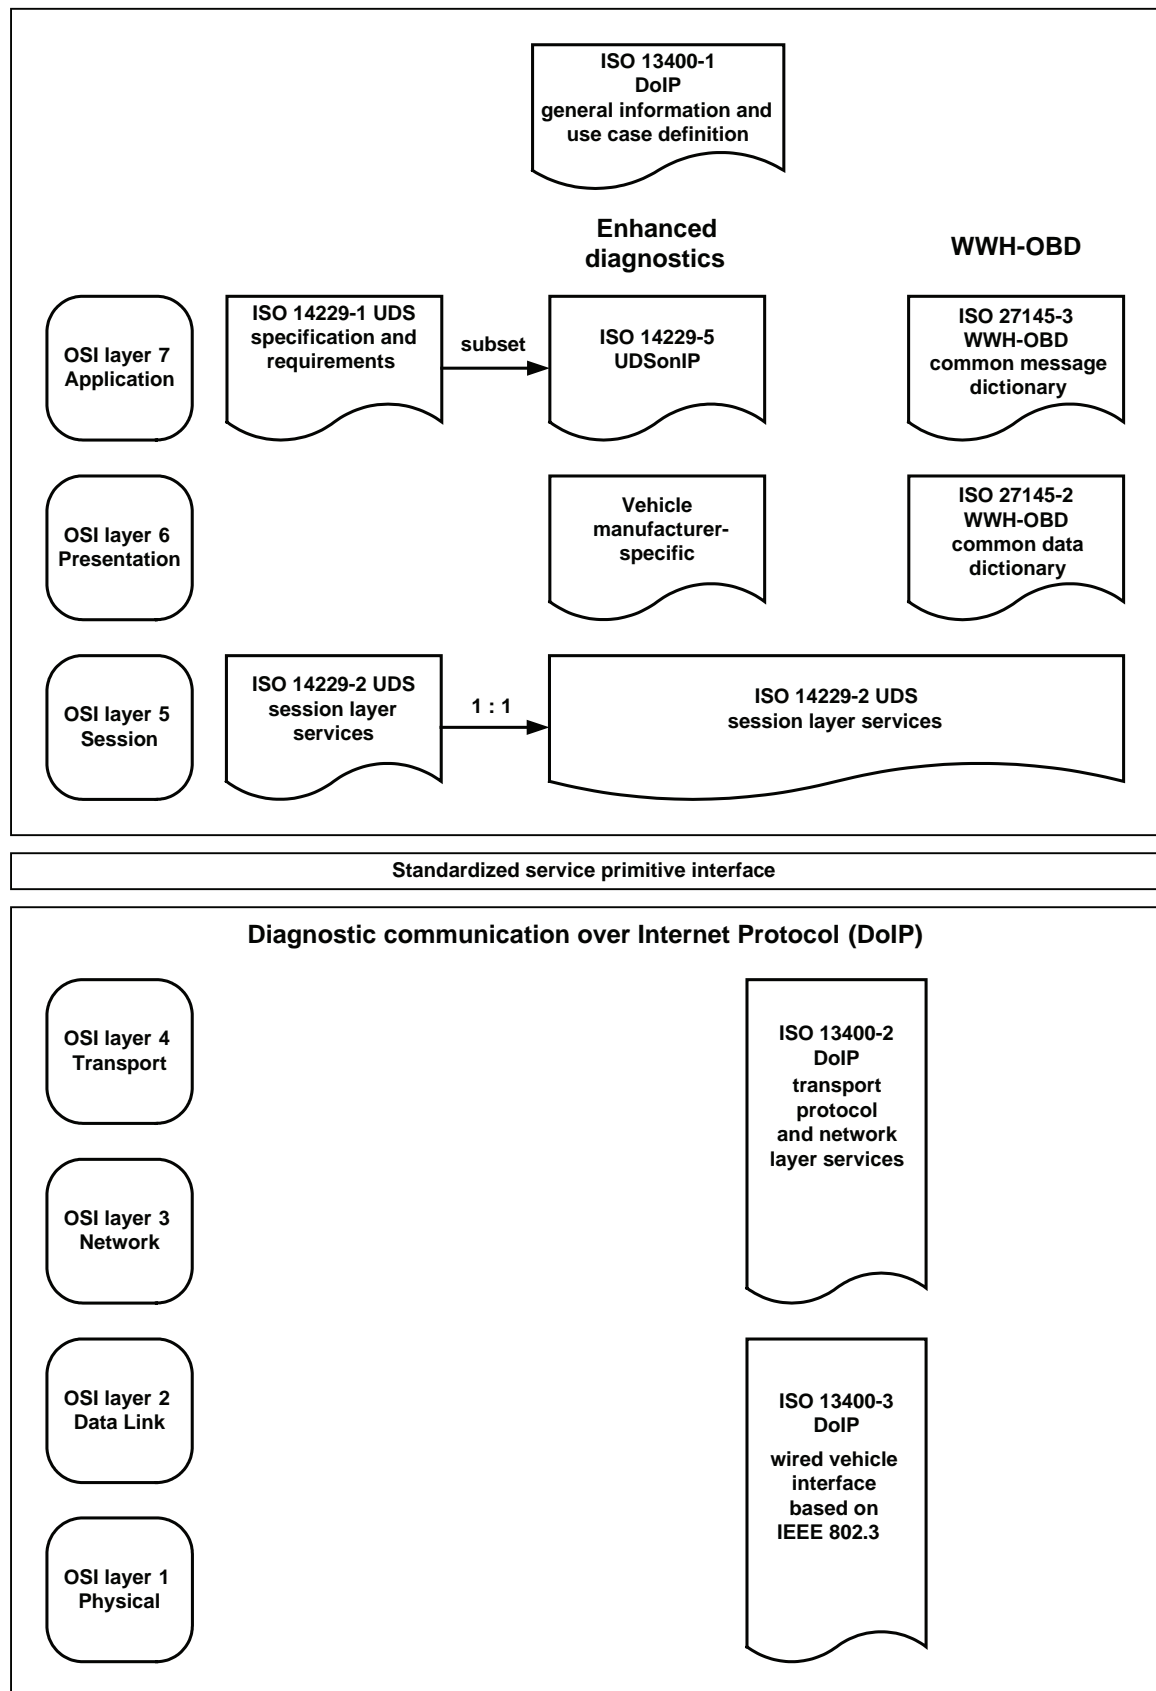 ISO 13400-1
DoIP
general information and
use case definition
Enhanced
diagnostics
WWH-OBD
OSI layer 7
Application
ISO 14229-1 UDS
specification and
requirements
subset
ISO 14229-5
UDSonIP
ISO 27145-3
WWH-OBD
common message
dictionary
OSI layer 6
Presentation
Vehicle
manufacturer-
specific
ISO 27145-2
WWH-OBD
common data
dictionary
OSI layer 5
Session
ISO 14229-2 UDS
session layer
services
1 : 1
ISO 14229-2 UDS
session layer services
Standardized service primitive interface
Diagnostic communication over Internet Protocol (DoIP)
OSI layer 4
Transport
ISO 13400-2
DoIP
transport
protocol
and network
layer services
OSI layer 3
Network
OSI layer 2
Data Link
ISO 13400-3
DoIP
wired vehicle
interface
based on
IEEE 802.3
OSI layer 1
Physical